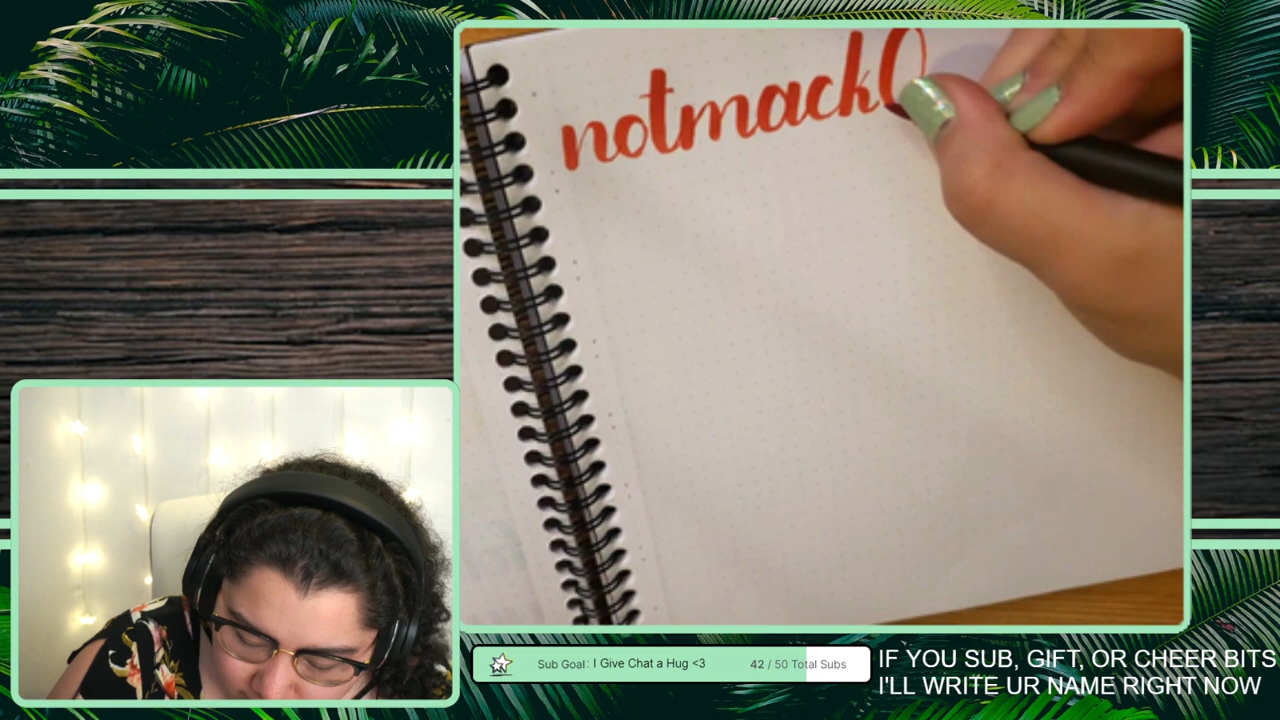 notmack0
Sub Goal: I Give Chat a Hug <3 42 / 50 Total Subs
IF YOU SUB, GIFT, OR CHEER BITS
I'LL WRITE UR NAME RIGHT NOW